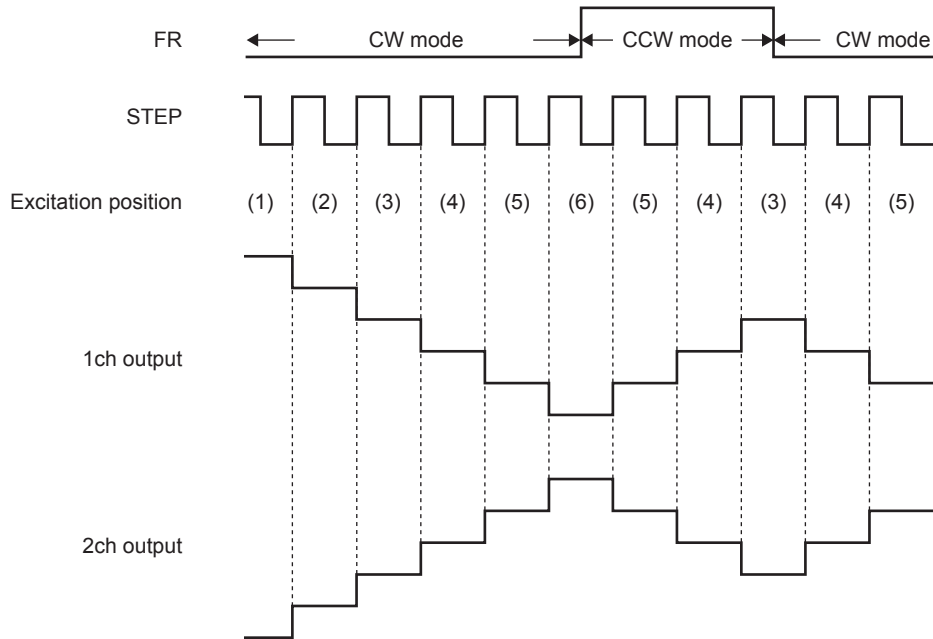 FR
CW mode
CCW mode
CW mode
STEP
Excitation position
(1) (2) (3) (4) (5) (6) (5) (4) (3) (4) (5)
1ch output
2ch output